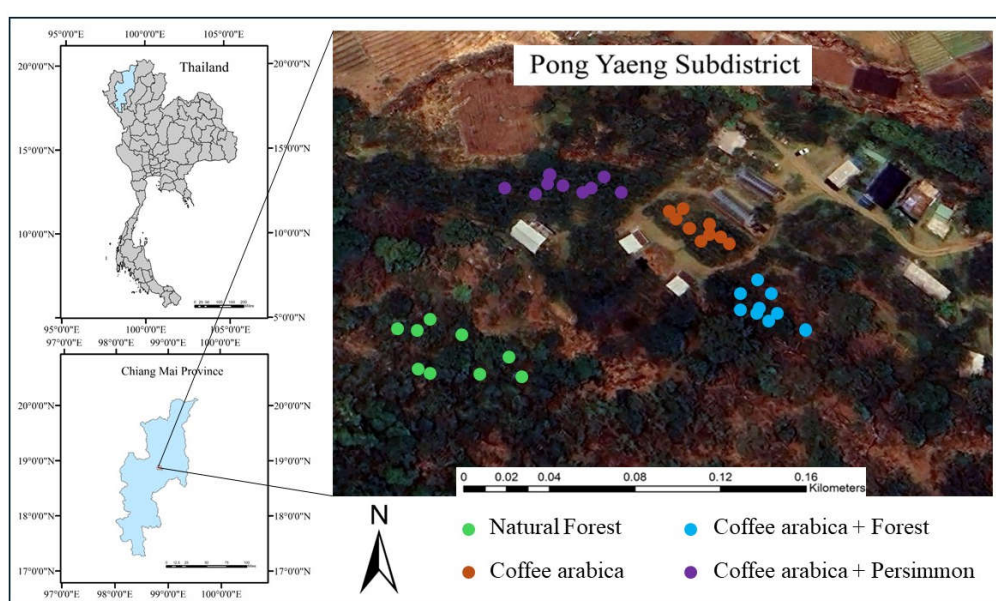 95°0'0"E 100°0'0"E 105°0'0"E
Thailand
20°0'0"N 20°0'0"N
15°0'0"N 15°0'0"N
10°0'0"N 10°0'0"N
5°0'0"N
95°0'0"E 100°0'0"E 105°0'0"E
97°0'0"E 98°0'0"E 99°0'0"E 100°0'0"E
Chiang Mai Province
20°0'0"N 20°0'0"N
19°0'0"N 19°0'0"N
18°0'0"N 18°0'0"N
17°0'0"N 17°0'0"N
97°0'0"E 98°0'0"E 99°0'0"E 100°0'0"E
Pong Yaeng Subdistrict
0 0.02 0.04 0.08 0.12 0.16
Kilometers
N
Natural Forest
Coffee arabica + Forest
Coffee arabica
Coffee arabica + Persimmon